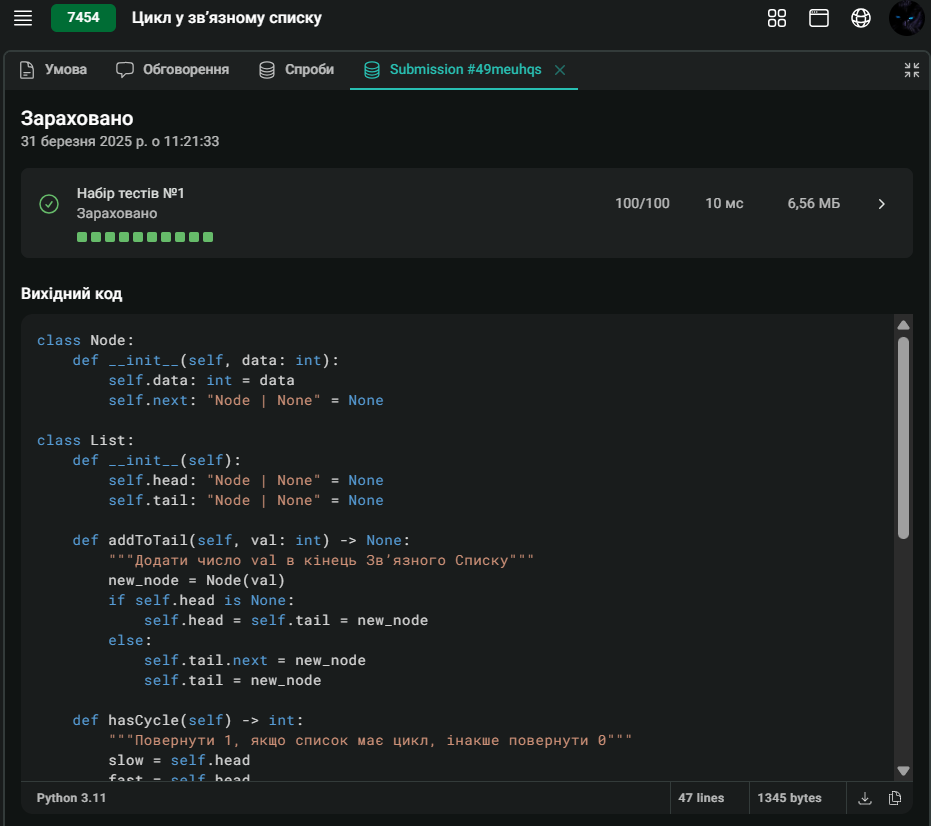 7454 Цикл у зв’язному списку
Умова Обговорення Спроби Submission #49meuhqs
Зараховано
31 березня 2025 р. о 11:21:33
Набір тестів №1
Зараховано
100/100 10 мс 6,56 МБ
Вихідний код
class Node:
    def __init__(self, data: int):
        self.data: int = data
        self.next: "Node | None" = None
class List:
    def __init__(self):
        self.head: "Node | None" = None
        self.tail: "Node | None" = None
    def addToTail(self, val: int) -> None:
        """Додати число val в кінець Зв’язного Списку"""
        new_node = Node(val)
        if self.head is None:
            self.head = self.tail = new_node
        else:
            self.tail.next = new_node
            self.tail = new_node
    def hasCycle(self) -> int:
        """Повернути 1, якщо список має цикл, інакше повернути 0"""
        slow = self.head
        fast = self.head
Python 3.11 47 lines 1345 bytes